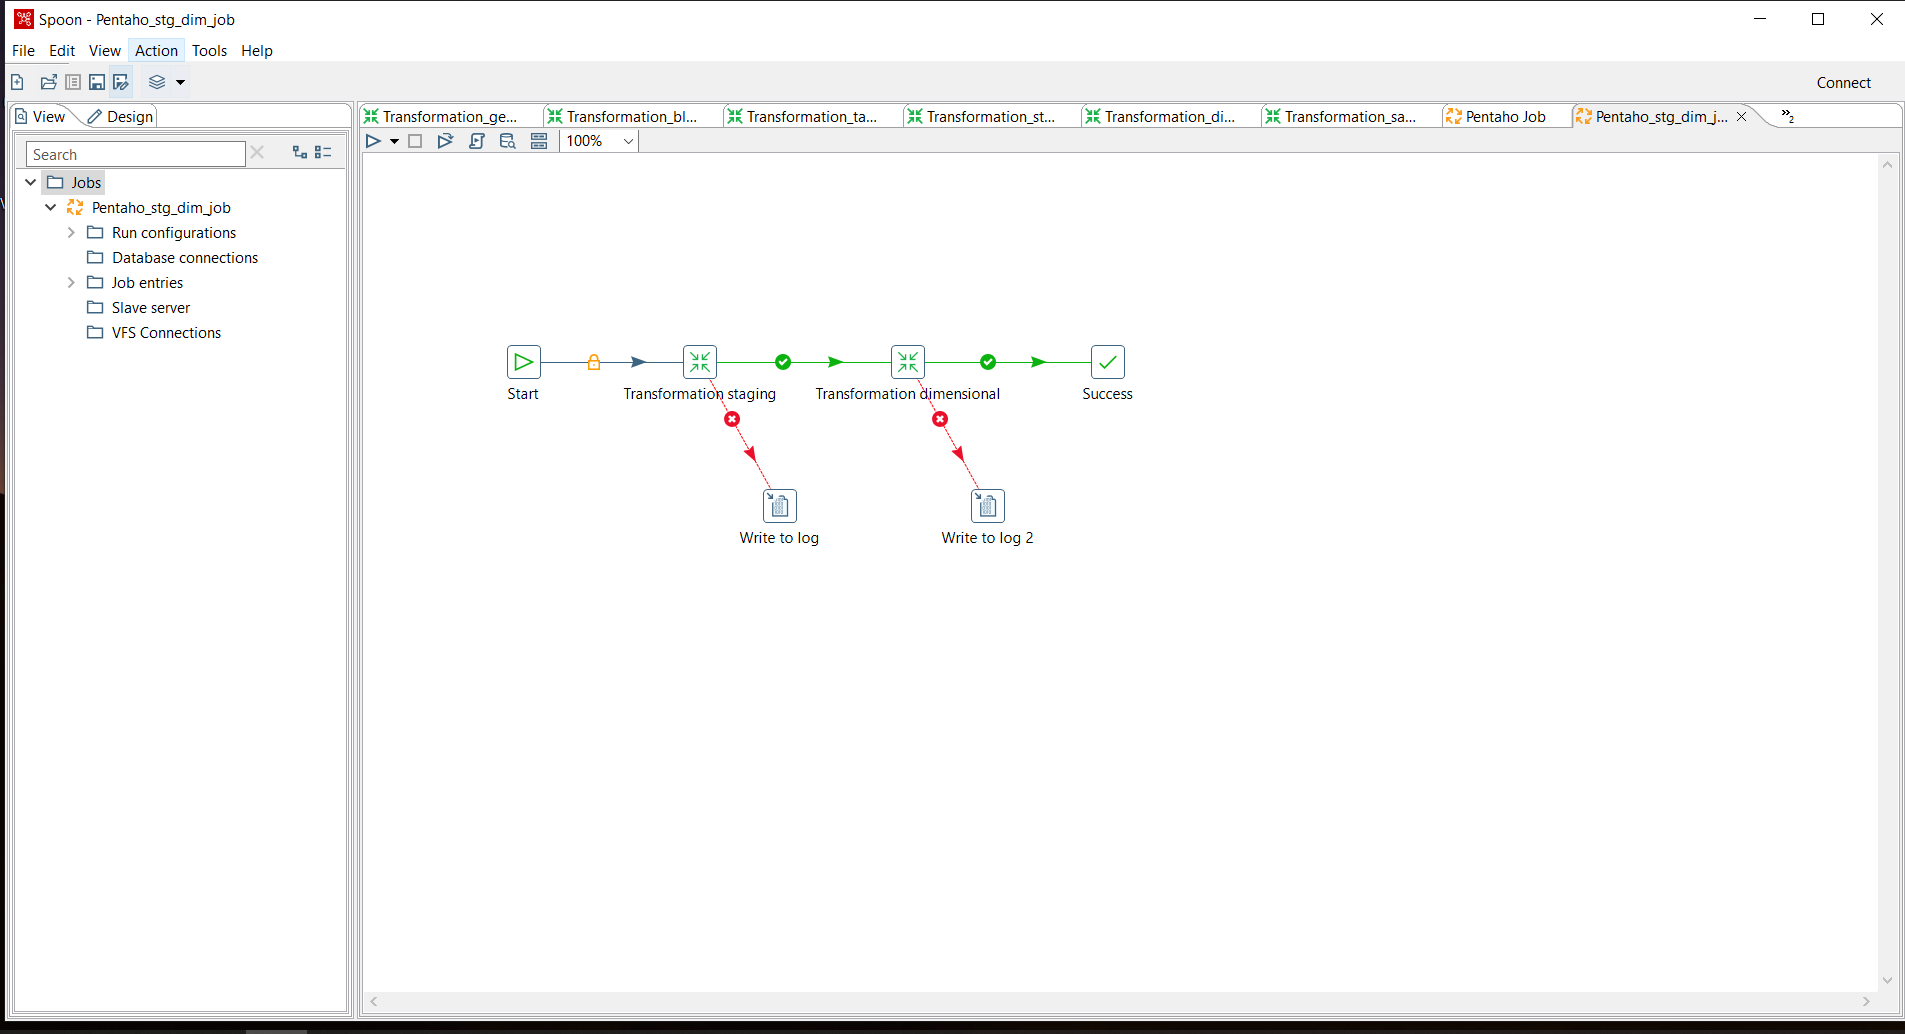 Spoon - Pentaho_stg_dim_job
File Edit View Action Tools Help
Connect
View Design
Transformation_ge... Transformation_bl... Transformation_ta... Transformation_st... Transformation_di... Transformation_sa... Pentaho Job Pentaho_stg_dim_j... » 2
100%
Search
Jobs
Pentaho_stg_dim_job
Run configurations
Database connections
Job entries
Slave server
VFS Connections
Start Transformation staging Transformation dimensional Success
Write to log Write to log 2